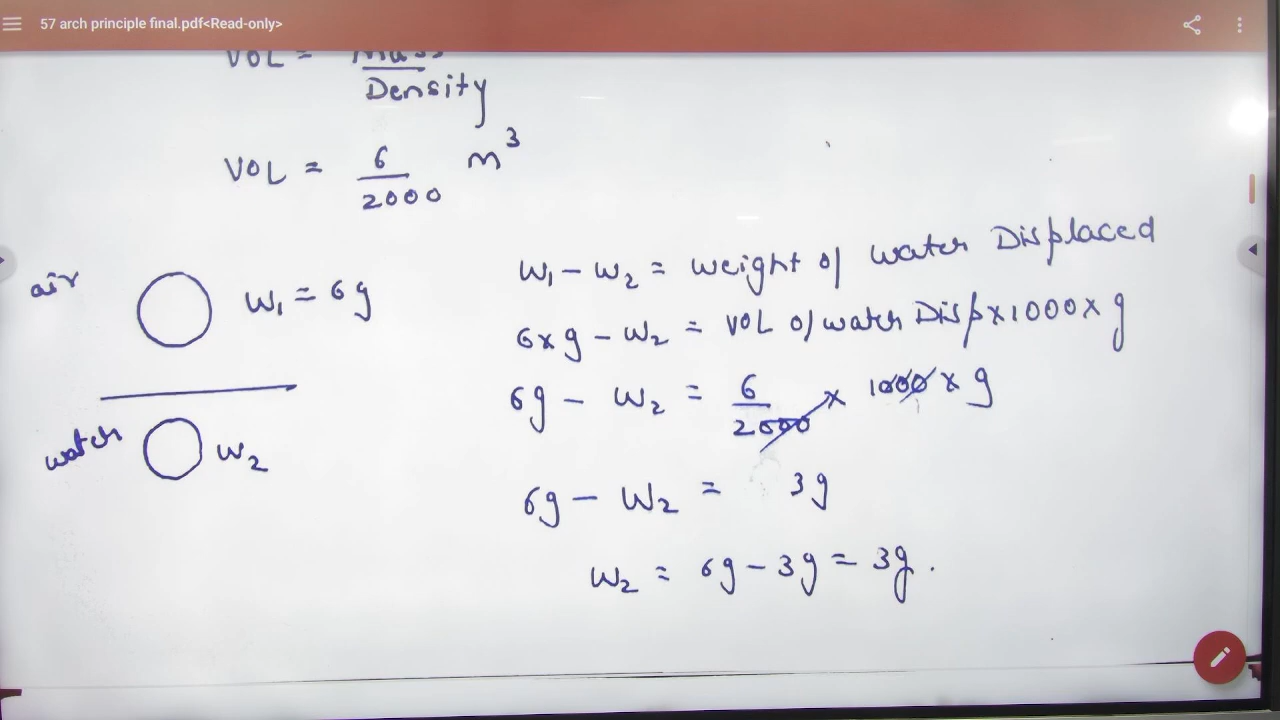 57 arch principle final.pdf<Read-only>
VOL = Mass
Density
VOL = 6/2000 m³
air
W₁ = 6g
water
W₂
W₁ - W₂ = weight of water Displaced
6×g - W₂ = VOL of water Disp×1000×g
6g - W₂ = 6/2000 × 1000 × g
6g - W₂ = 3g
W₂ = 6g - 3g = 3g.